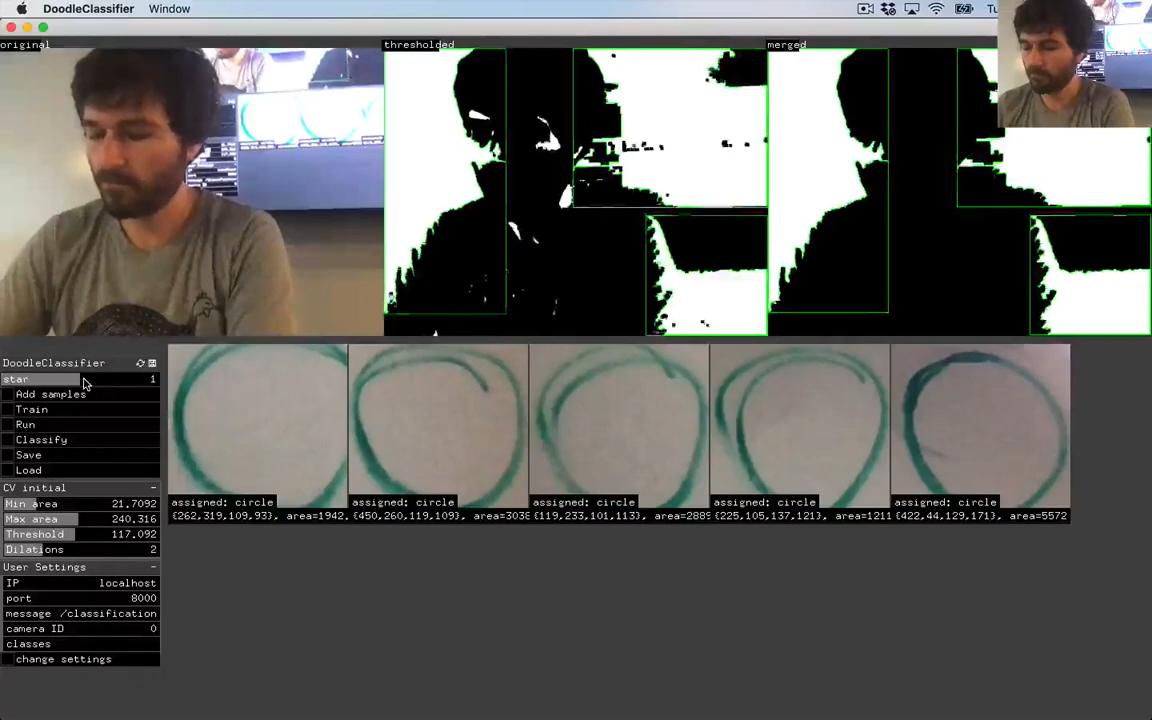 DoodleClassifier Window Tu
original
thresholded
merged
DoodleClassifier
star 1
Add samples
Train
Run
Classify
Save
Load
CV initial -
Min area 21.7092
Max area 240.316
Threshold 117.092
Dilations 2
User Settings -
IP localhost
port 8000
message /classification
camera ID 0
classes
change settings
assigned: circle
{262,319,109,93}, area=1942.
assigned: circle
{450,260,119,109}, area=3038
assigned: circle
{119,233,101,113}, area=2889
assigned: circle
{225,105,137,121}, area=1211
assigned: circle
{422,44,129,171}, area=5572